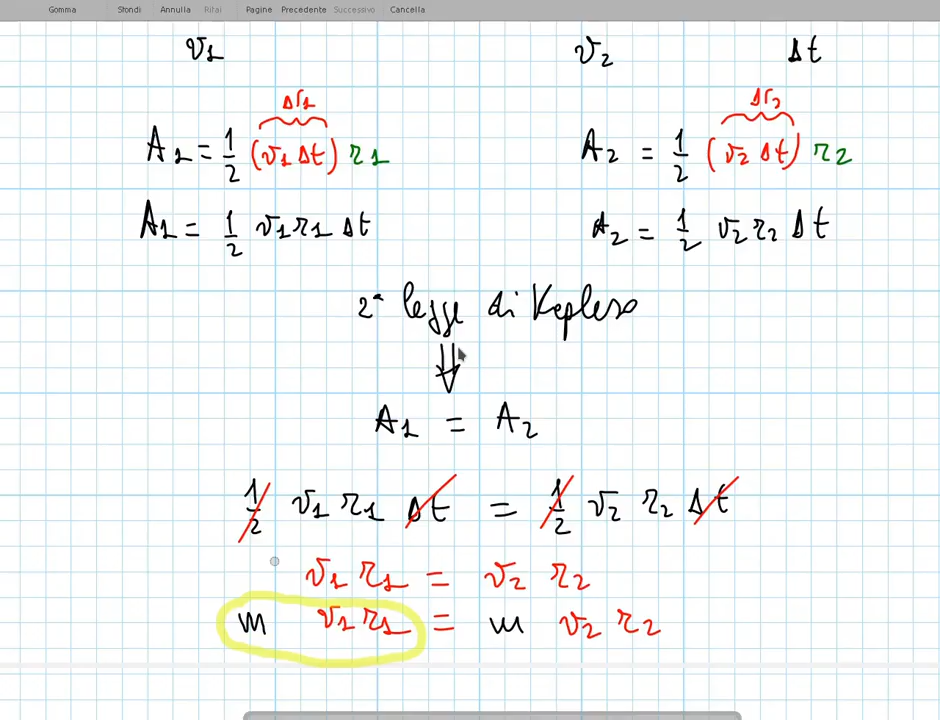 Gomma Sfondi Annulla Rifai Pagine Precedente Successivo Cancella
v1 v2 Δt
Δr1 Δr2
A1 = 1/2 (v1 Δt) r1 A2 = 1/2 (v2 Δt) r2
A1 = 1/2 v1 r1 Δt A2 = 1/2 v2 r2 Δt
2ª legge di Keplero
⇓
A1 = A2
1/2 v1 r1 Δt = 1/2 v2 r2 Δt
v1 r1 = v2 r2
m v1 r1 = m v2 r2